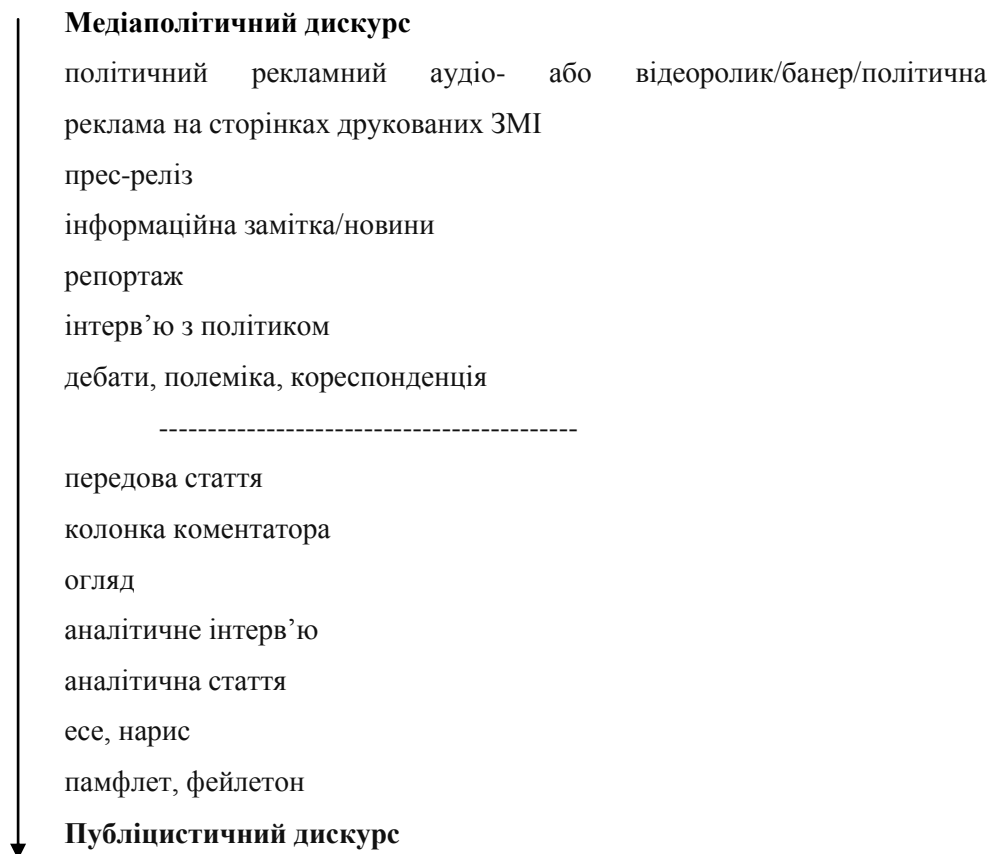 Медіаполітичний дискурс
політичний рекламний аудіо- або відеоролик/банер/політична
реклама на сторінках друкованих ЗМІ
прес-реліз
інформаційна замітка/новини
репортаж
інтерв’ю з політиком
дебати, полеміка, кореспонденція
-------------------------------------------
передова стаття
колонка коментатора
огляд
аналітичне інтерв’ю
аналітична стаття
есе, нарис
памфлет, фейлетон
Публіцистичний дискурс